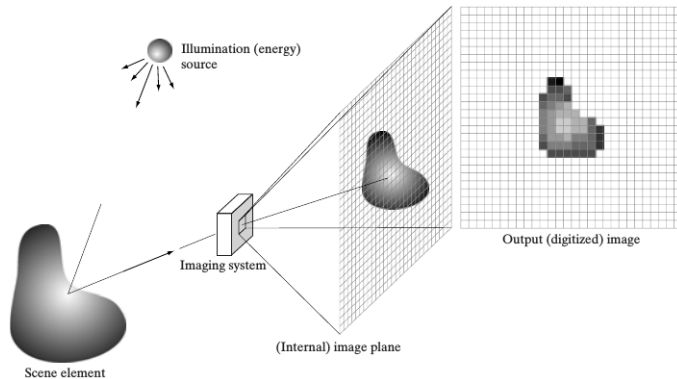 Illumination (energy)
source
Output (digitized) image
Imaging system
(Internal) image plane
Scene element